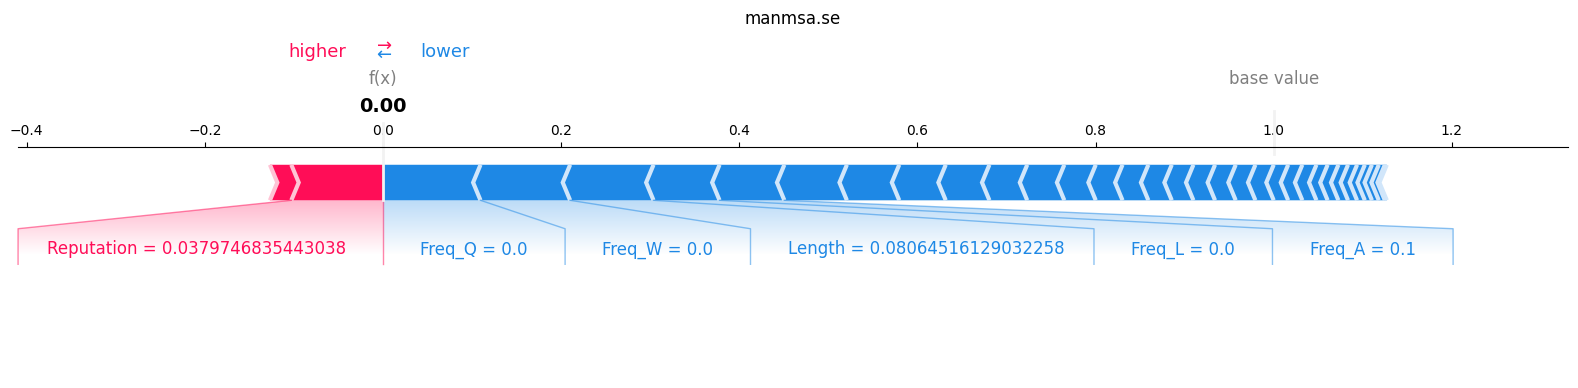 manmsa.se
higher → ← lower
f(x) base value
0.00
−0.4 −0.2 0.0 0.2 0.4 0.6 0.8 1.0 1.2
Reputation = 0.0379746835443038 Freq_Q = 0.0 Freq_W = 0.0 Length = 0.08064516129032258 Freq_L = 0.0 Freq_A = 0.1